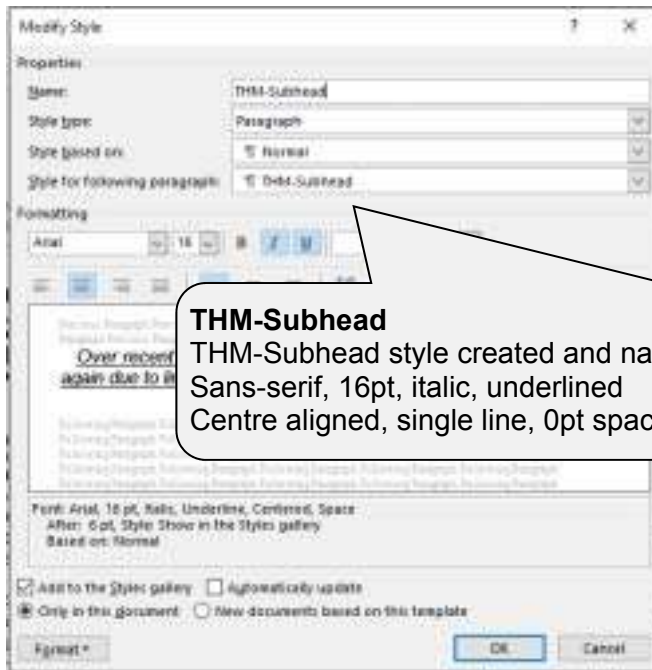 Modify Style ? ×
Properties
Name: THM-Subhead
Style type: Paragraph
Style based on: ¶ Normal
Style for following paragraph: ¶ THM-Subhead
Formatting
Arial 16 B I U
THM-Subhead
THM-Subhead style created and na
Sans-serif, 16pt, italic, underlined
Centre aligned, single line, 0pt spac
Over recent
again due to
Font: Arial, 16 pt, Italic, Underline, Centered, Space
After: 6 pt, Style: Show in the Styles gallery
Based on: Normal
Add to the Styles gallery Automatically update
Only in this document New documents based on this template
Format OK Cancel